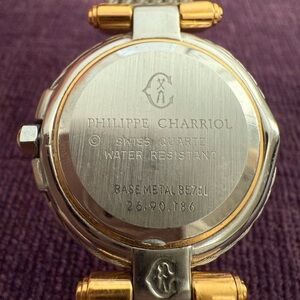 PHILIPPE CHARRIOL
© SWISS QUARTZ
WATER RESISTANT
BASE METAL BEZEL
26.90.186